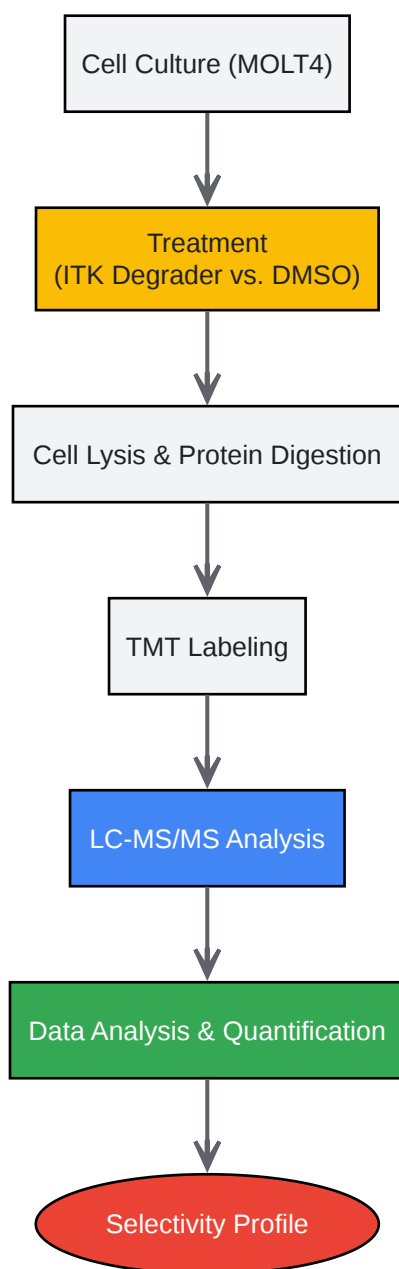 Cell Culture (MOLT4)
Treatment
(ITK Degrader vs. DMSO)
Cell Lysis & Protein Digestion
TMT Labeling
LC-MS/MS Analysis
Data Analysis & Quantification
Selectivity Profile